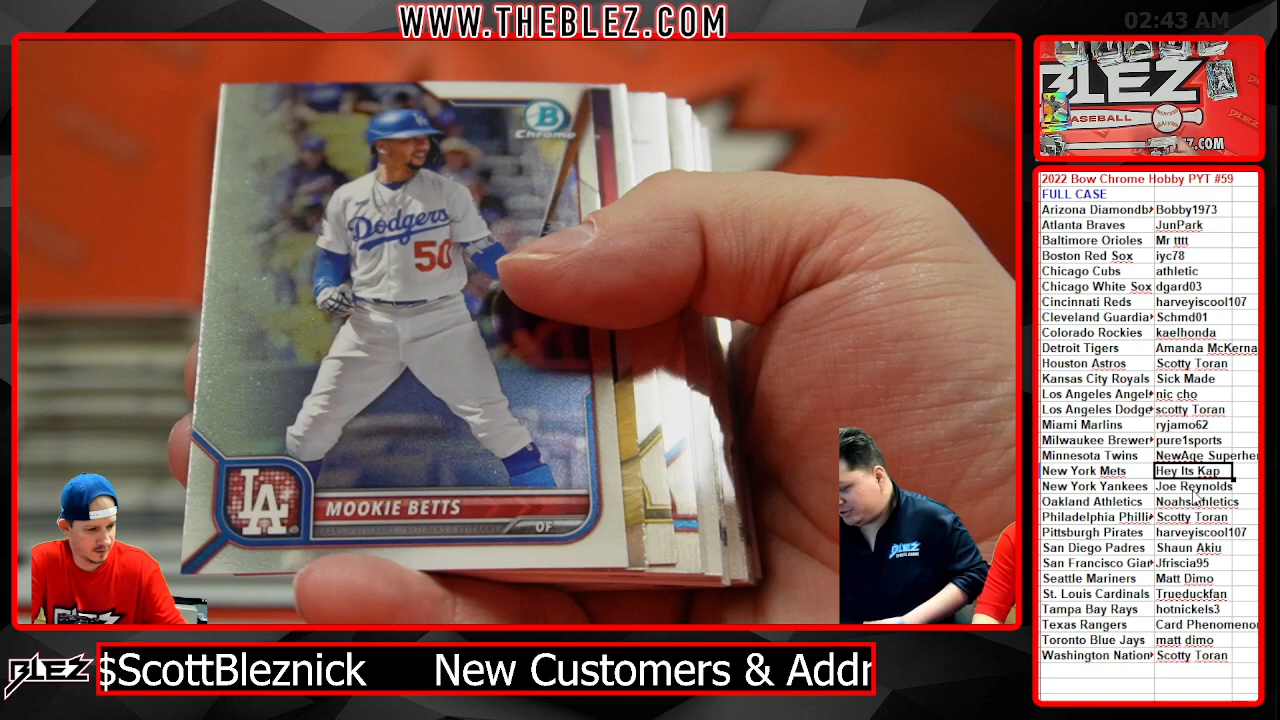 WWW.THEBLEZ.COM
02:43 AM
B
Chrome
Dodgers
50
LA
MOOKIE BETTS
OF
BLEZ
BASEBALL
.COM
2022 Bow Chrome Hobby PYT #59
FULL CASE
Arizona Diamondb Bobby1973
Atlanta Braves JunPark
Baltimore Orioles Mr tttt
Boston Red Sox iyc78
Chicago Cubs athletic
Chicago White Sox dgard03
Cincinnati Reds harveyiscool107
Cleveland Guardia Schmd01
Colorado Rockies kaelhonda
Detroit Tigers Amanda McKerna
Houston Astros Scotty Toran
Kansas City Royals Sick Made
Los Angeles Angel nic cho
Los Angeles Dodge scotty Toran
Miami Marlins ryjamo62
Milwaukee Brewer pure1sports
Minnesota Twins NewAge Superher
New York Mets Hey Its Kap
New York Yankees Joe Reynolds
Oakland Athletics Noahsathletics
Philadelphia Philli Scotty Toran
Pittsburgh Pirates harveyiscool107
San Diego Padres Shaun Akiu
San Francisco Gian Jfriscia95
Seattle Mariners Matt Dimo
St. Louis Cardinals Trueduckfan
Tampa Bay Rays hotnickels3
Texas Rangers Card Phenomeno
Toronto Blue Jays matt dimo
Washington Nation Scotty Toran
BLEZ
BLEZ
$ScottBleznick New Customers & Addr